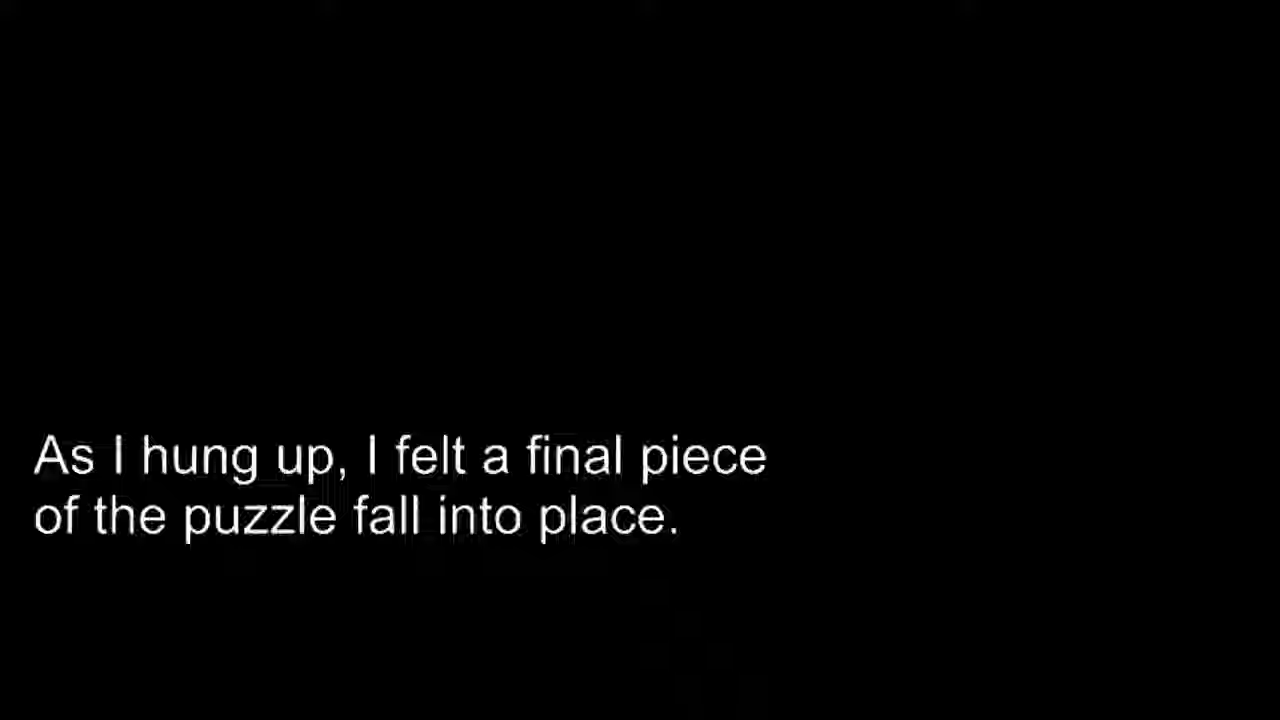 As I hung up, I felt a final piece
of the puzzle fall into place.